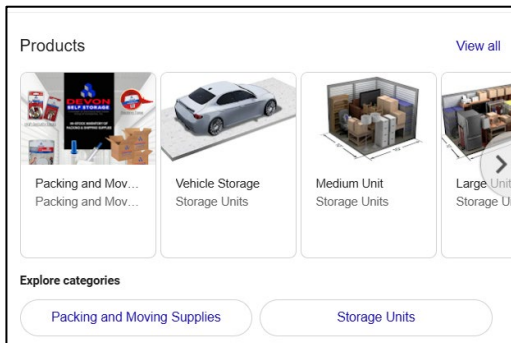 Products
View all
DEVON
SELF STORAGE
Packing and Mov...
Packing and Mov...
Vehicle Storage
Storage Units
Medium Unit
Storage Units
Large Unit
Storage U
Explore categories
Packing and Moving Supplies
Storage Units